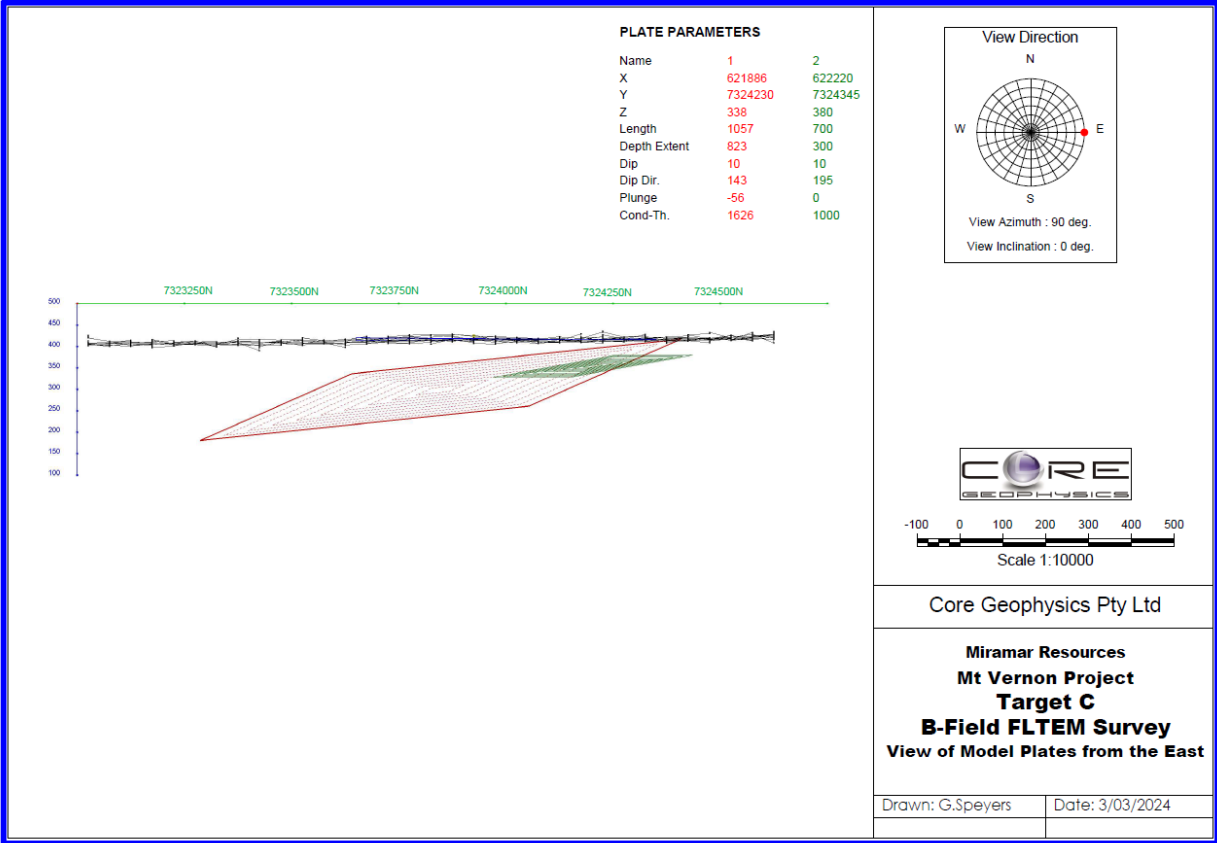 PLATE PARAMETERS
Name 1 2
X 621886 622220
Y 7324230 7324345
Z 338 380
Length 1057 700
Depth Extent 823 300
Dip 10 10
Dip Dir. 143 195
Plunge -56 0
Cond-Th. 1626 1000
7323250N 7323500N 7323750N 7324000N 7324250N 7324500N
500
450
400
350
300
250
200
150
100
View Direction
N
W E
S
View Azimuth : 90 deg.
View Inclination : 0 deg.
CORE
GEOPHYSICS
-100 0 100 200 300 400 500
Scale 1:10000
Core Geophysics Pty Ltd
Miramar Resources
Mt Vernon Project
Target C
B-Field FLTEM Survey
View of Model Plates from the East
Drawn: G.Speyers Date: 3/03/2024